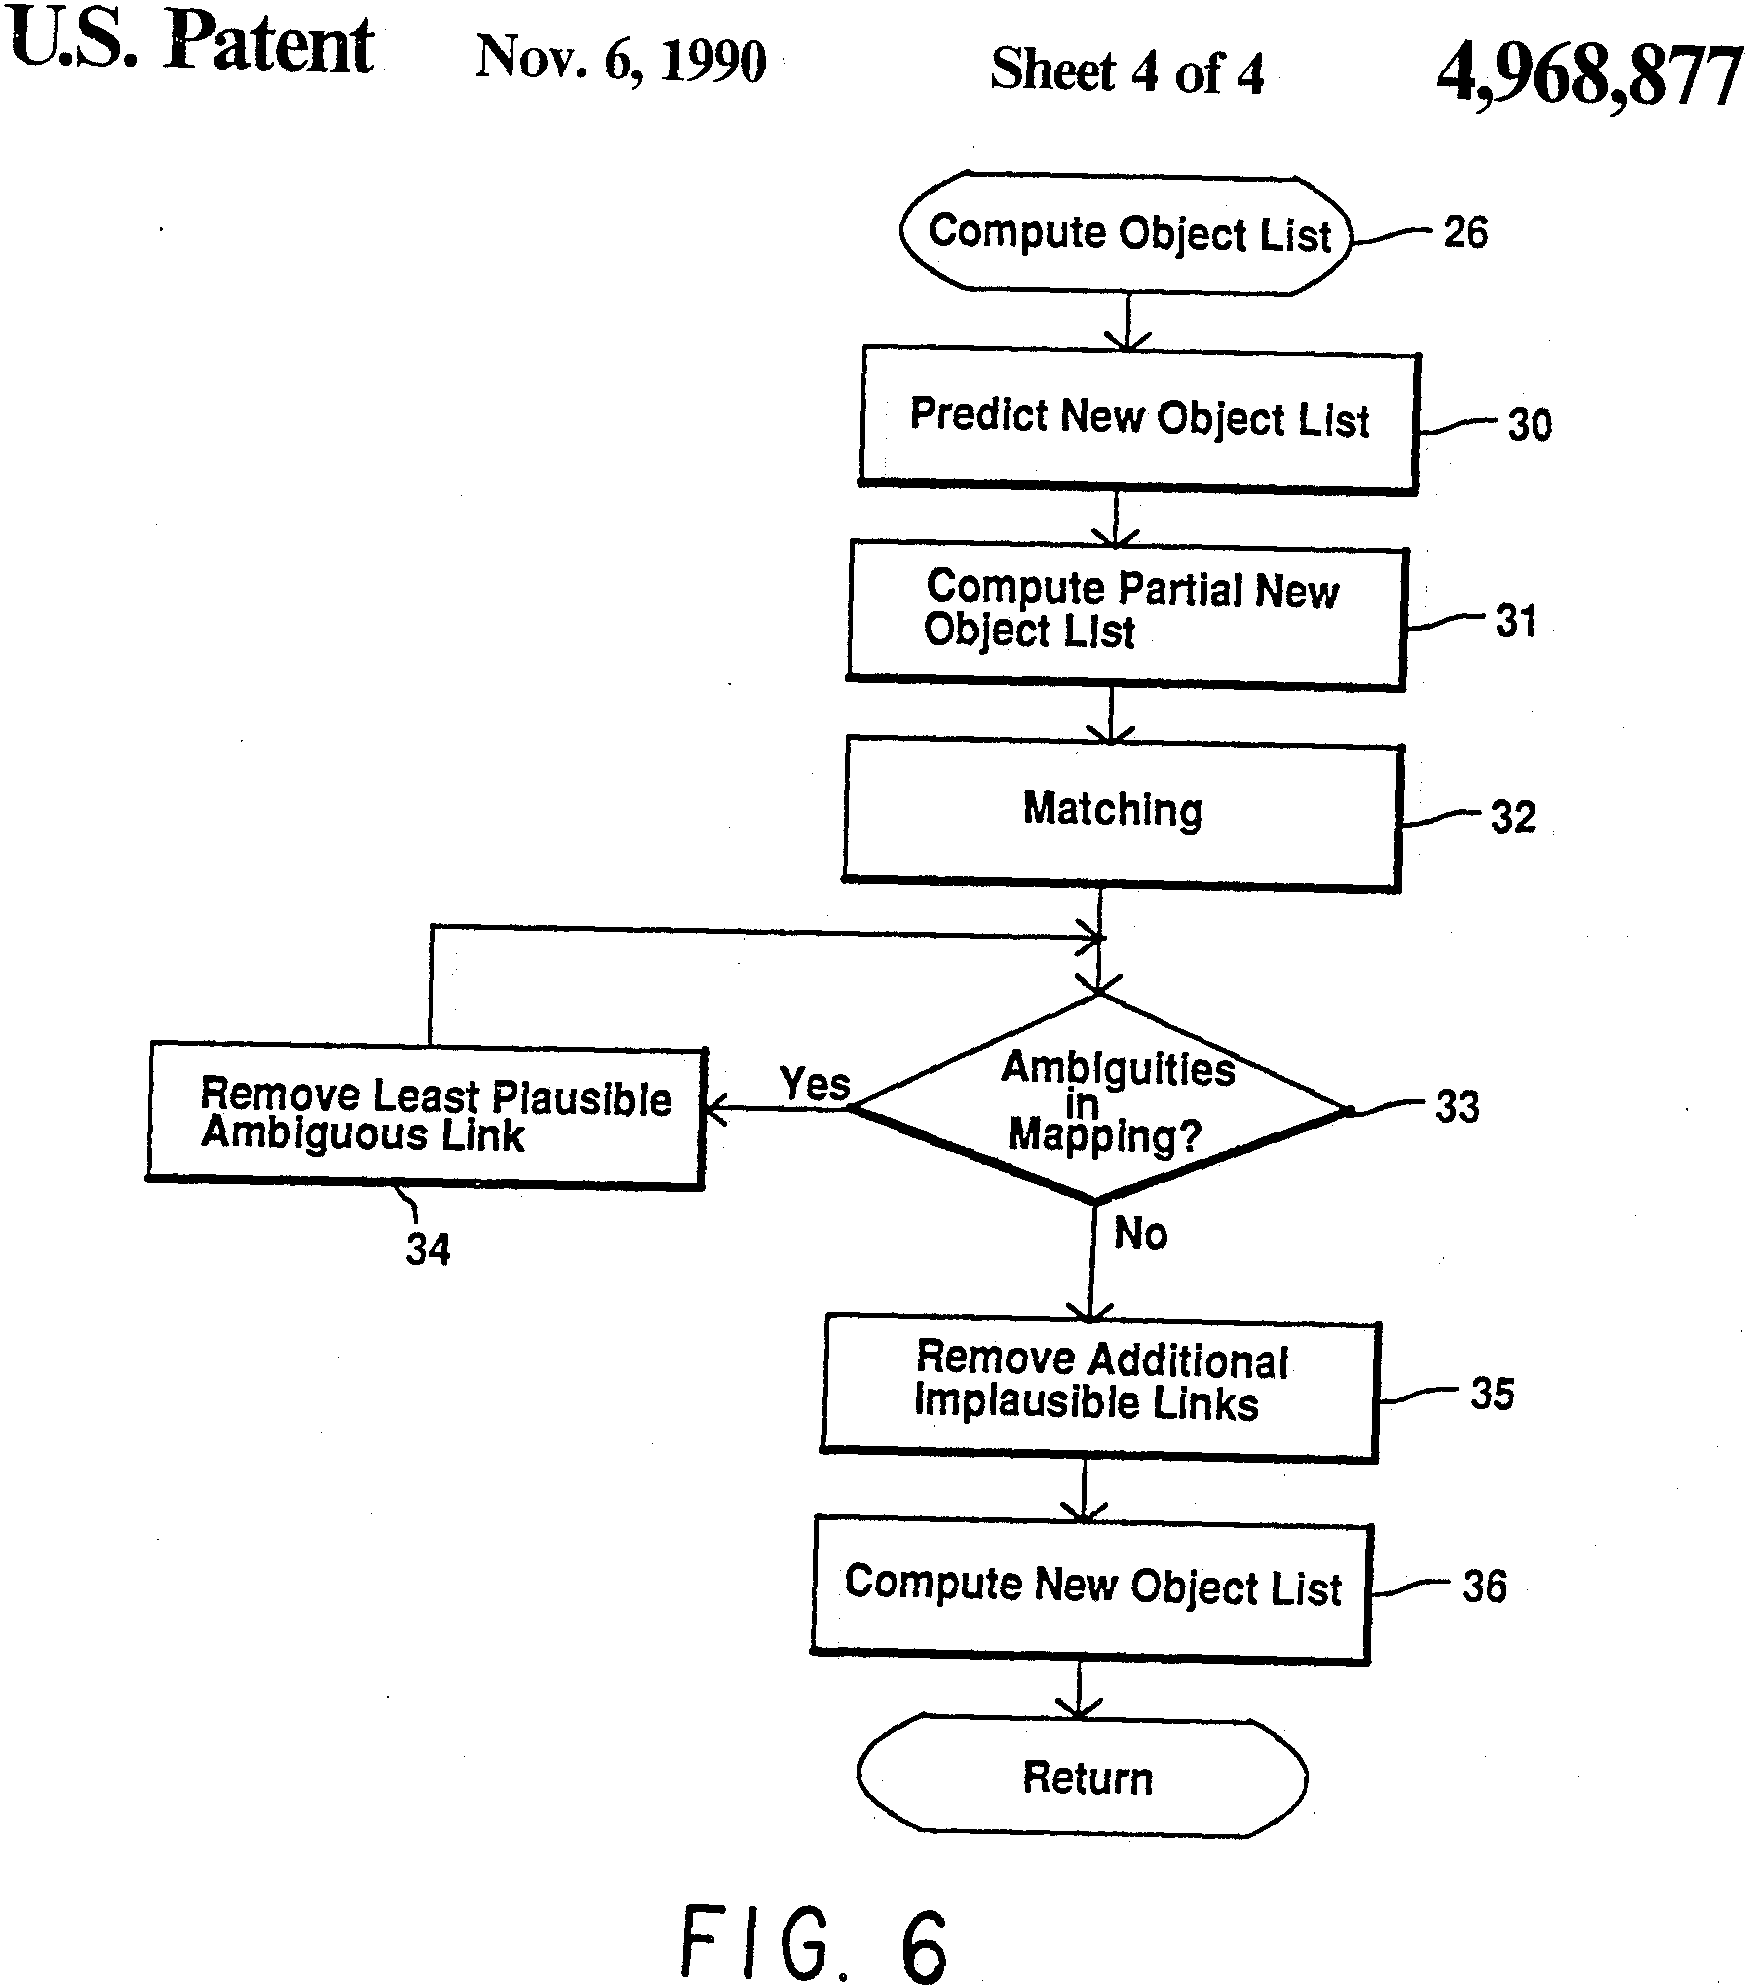 U.S. Patent Nov. 6, 1990 Sheet 4 of 4 4,968,877
Compute Object List 26
Predict New Object List 30
Compute Partial New
Object List 31
Matching 32
Ambiguities
in
Mapping? 33
Yes
Remove Least Plausible
Ambiguous Link
34
No
Remove Additional
Implausible Links 35
Compute New Object List 36
Return
FIG. 6